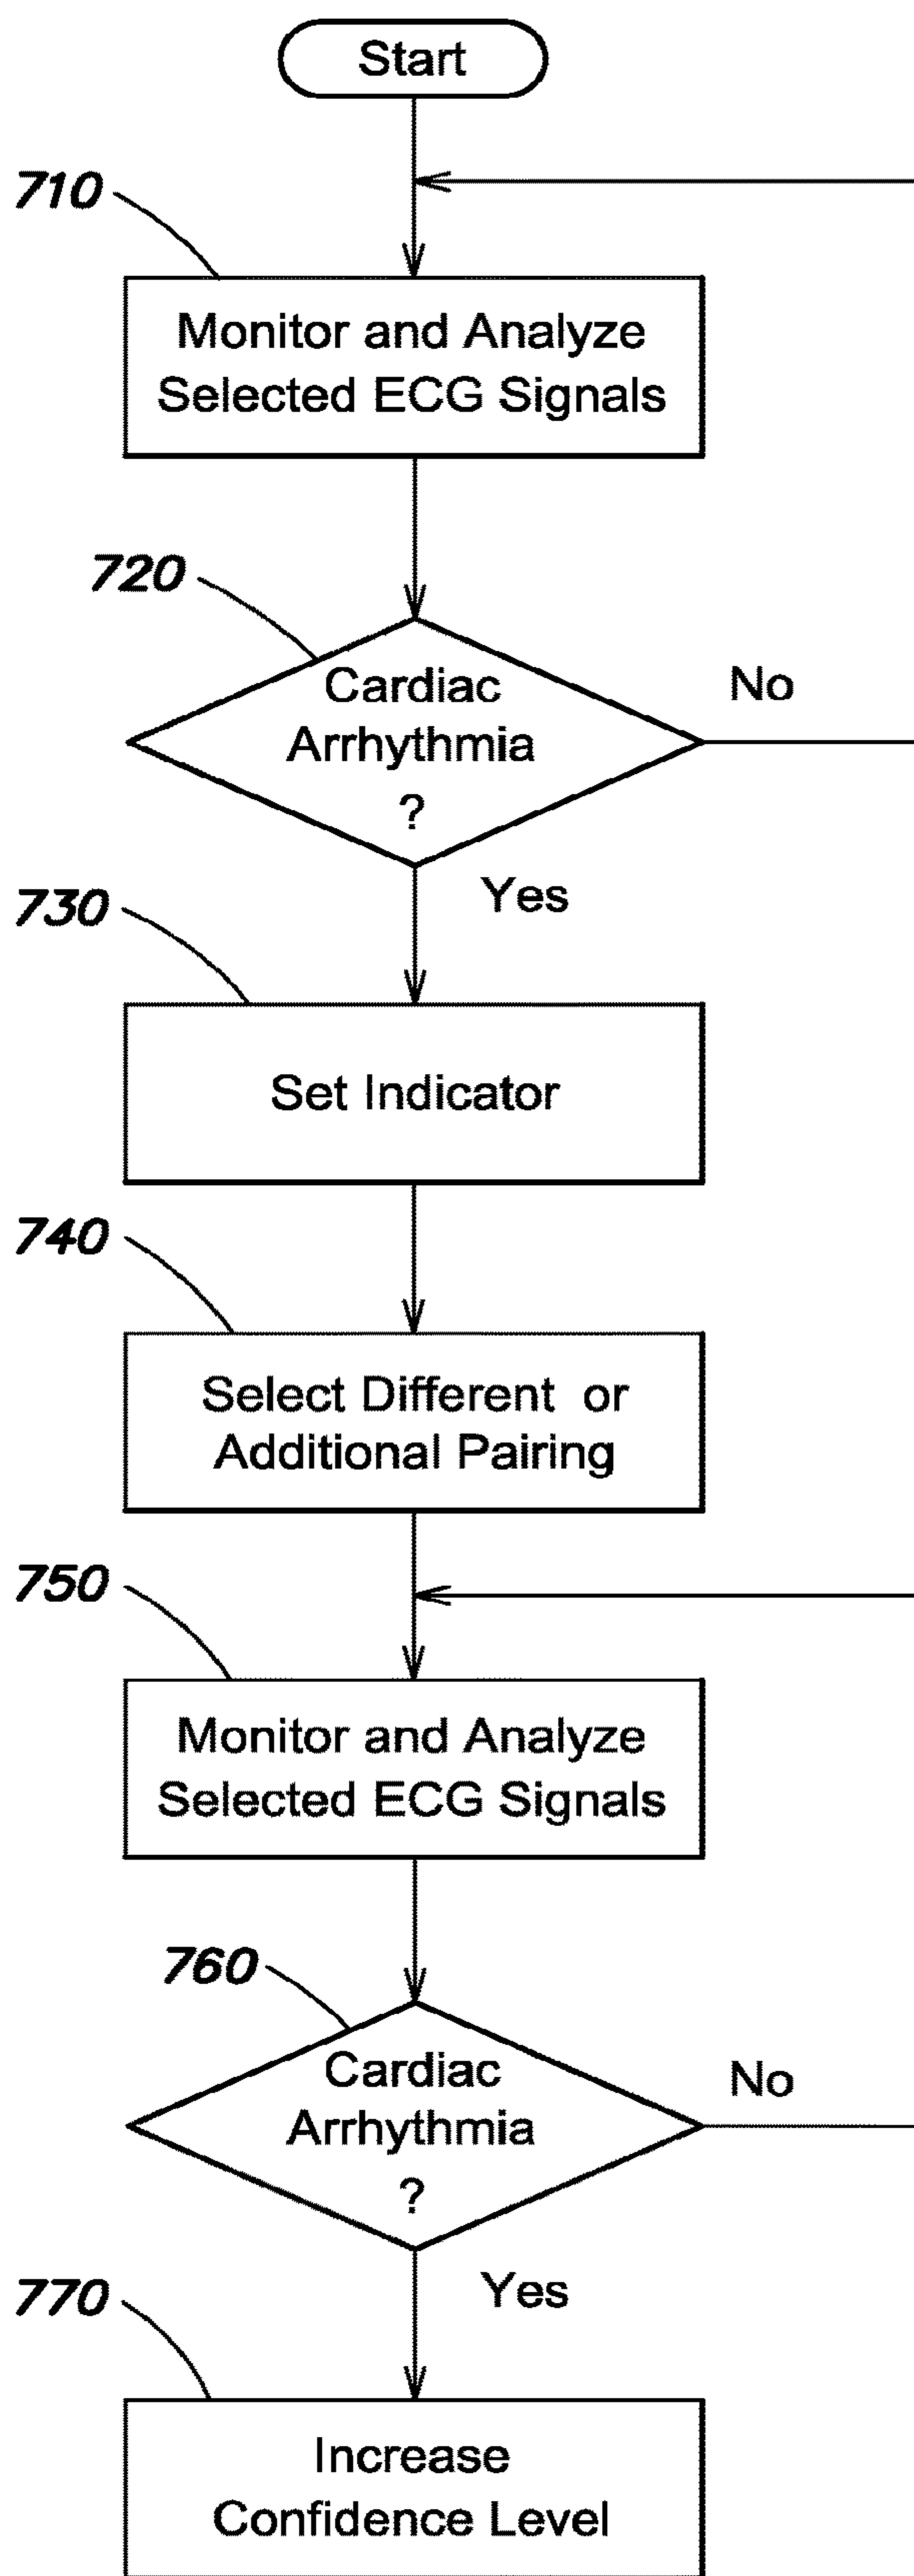 Start
710
Monitor and Analyze
Selected ECG Signals
720
Cardiac
Arrhythmia
?
No
Yes
730
Set Indicator
740
Select Different or
Additional Pairing
750
Monitor and Analyze
Selected ECG Signals
760
Cardiac
Arrhythmia
?
No
Yes
770
Increase
Confidence Level